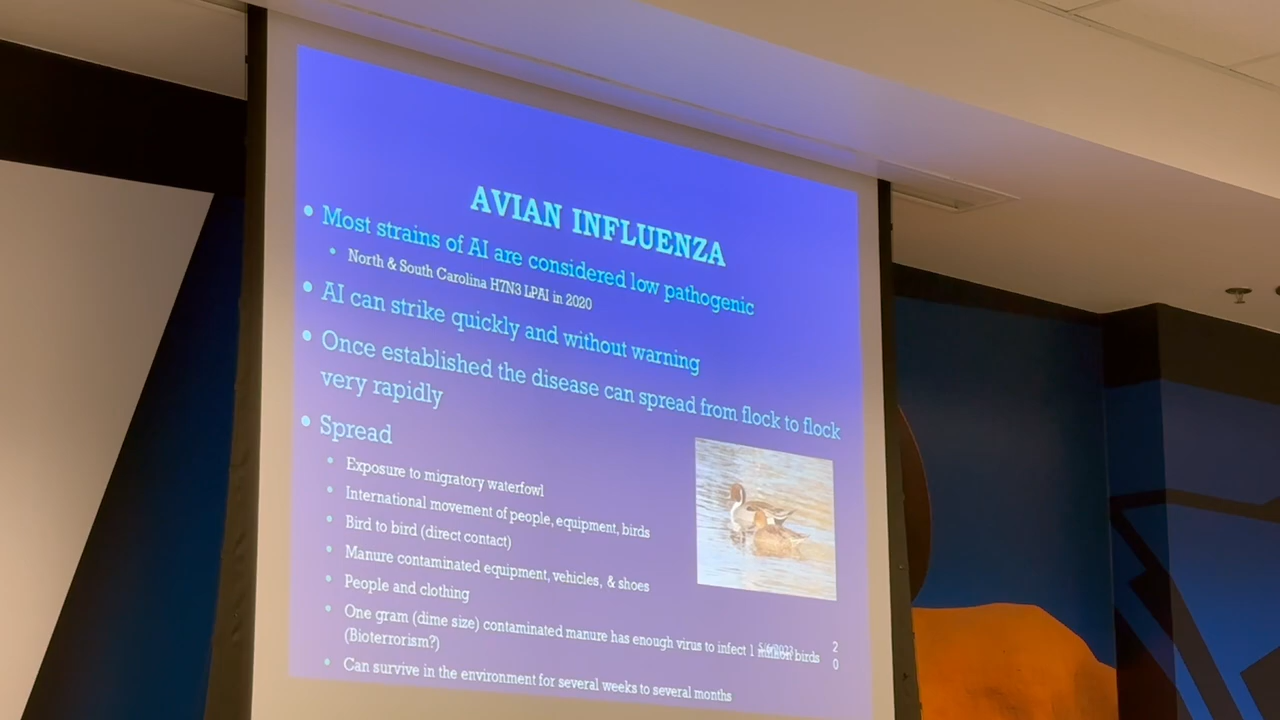 AVIAN INFLUENZA
Most strains of AI are considered low pathogenic
North & South Carolina H7N3 LPAI in 2020
AI can strike quickly and without warning
Once established the disease can spread from flock to flock
very rapidly
Spread
Exposure to migratory waterfowl
International movement of people, equipment, birds
Bird to bird (direct contact)
Manure contaminated equipment, vehicles, & shoes
People and clothing
One gram (dime size) contaminated manure has enough virus to infect 1 million birds
(Bioterrorism?)
Can survive in the environment for several weeks to several months
2
0